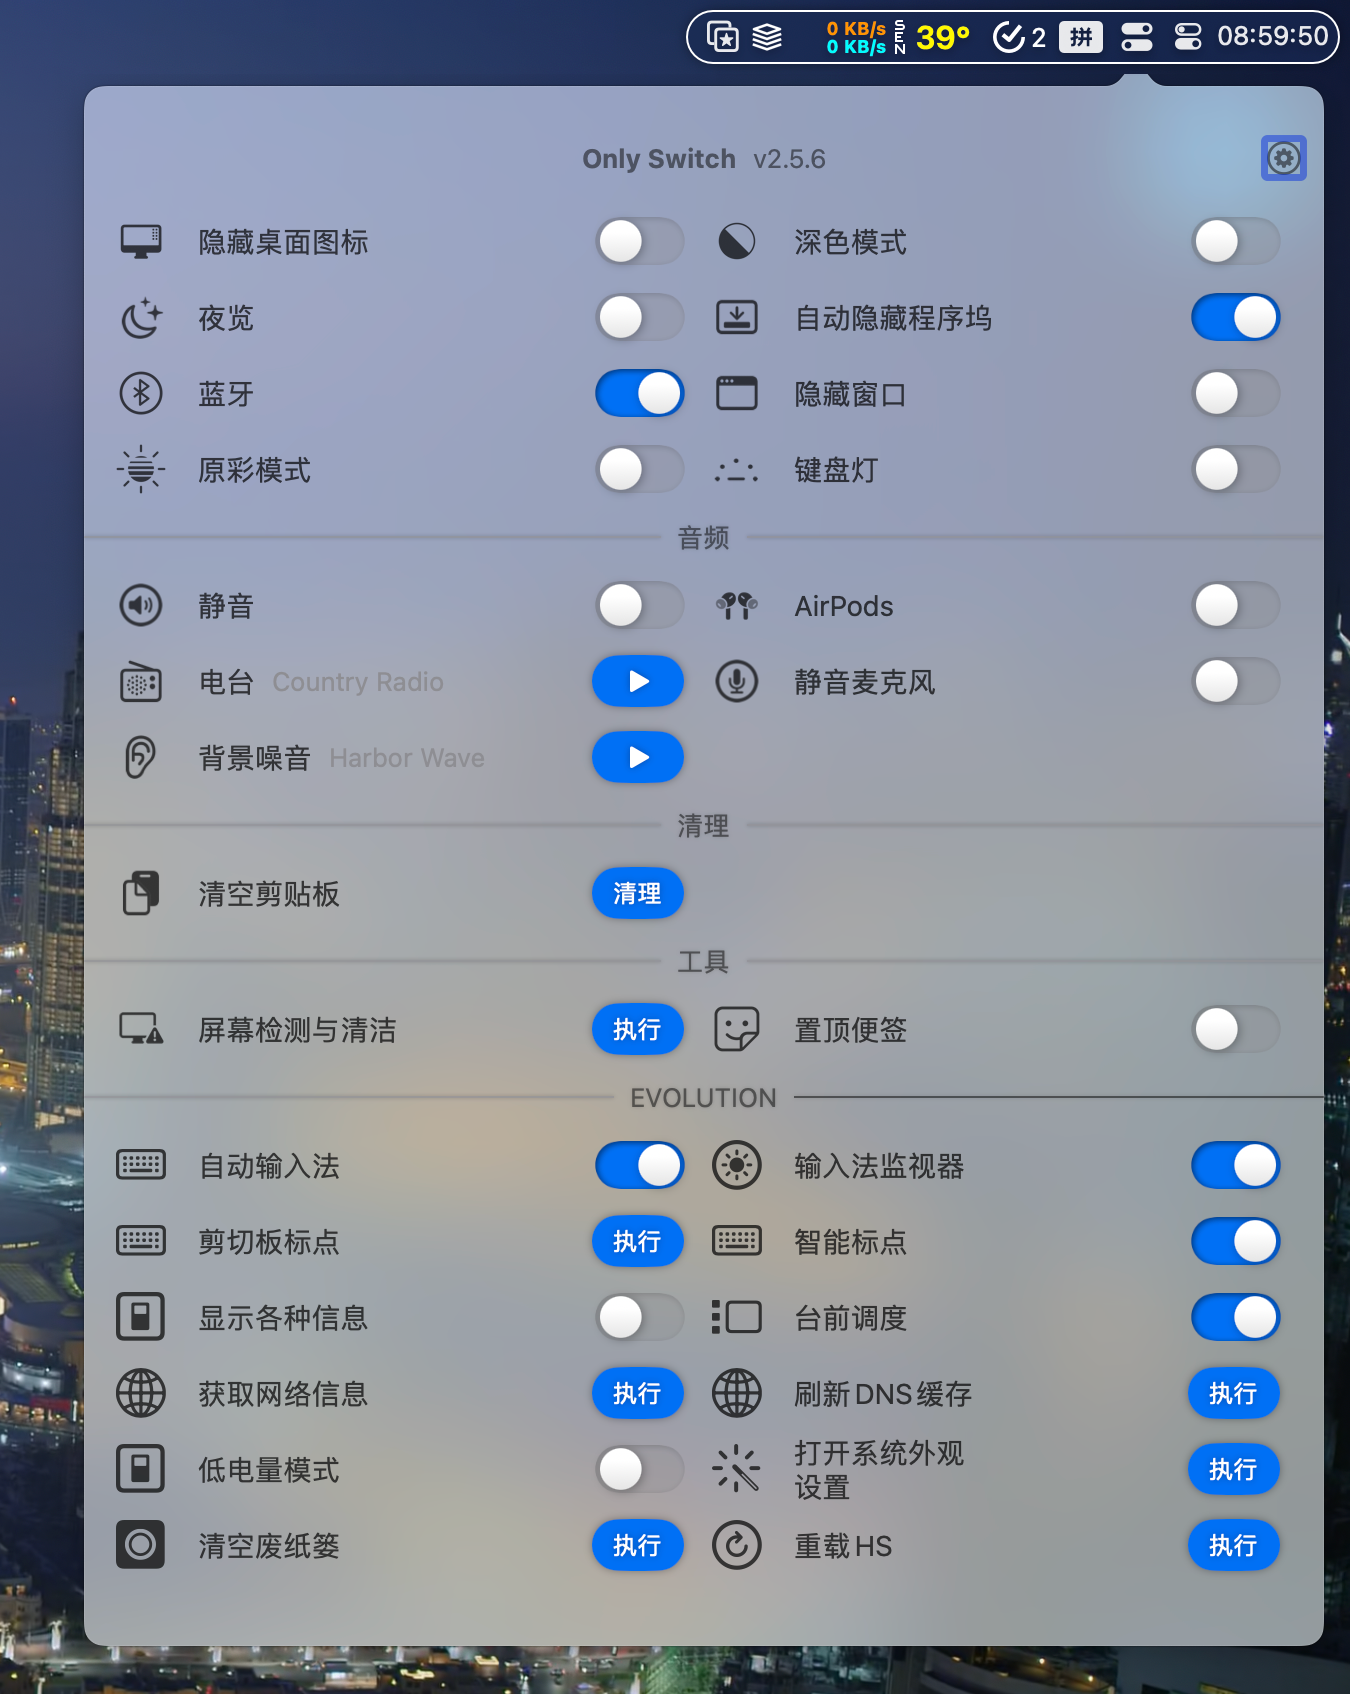 0 KB/s
0 KB/s
SEN
39°
2
拼
08:59:50
Only Switch v2.5.6
隐藏桌面图标
深色模式
夜览
自动隐藏程序坞
蓝牙
隐藏窗口
原彩模式
键盘灯
音频
静音
AirPods
电台 Country Radio
静音麦克风
背景噪音 Harbor Wave
清理
清空剪贴板
清理
工具
屏幕检测与清洁
执行
置顶便签
EVOLUTION
自动输入法
输入法监视器
剪切板标点
执行
智能标点
显示各种信息
台前调度
获取网络信息
执行
刷新DNS缓存
执行
低电量模式
打开系统外观
设置
执行
清空废纸篓
执行
重载HS
执行